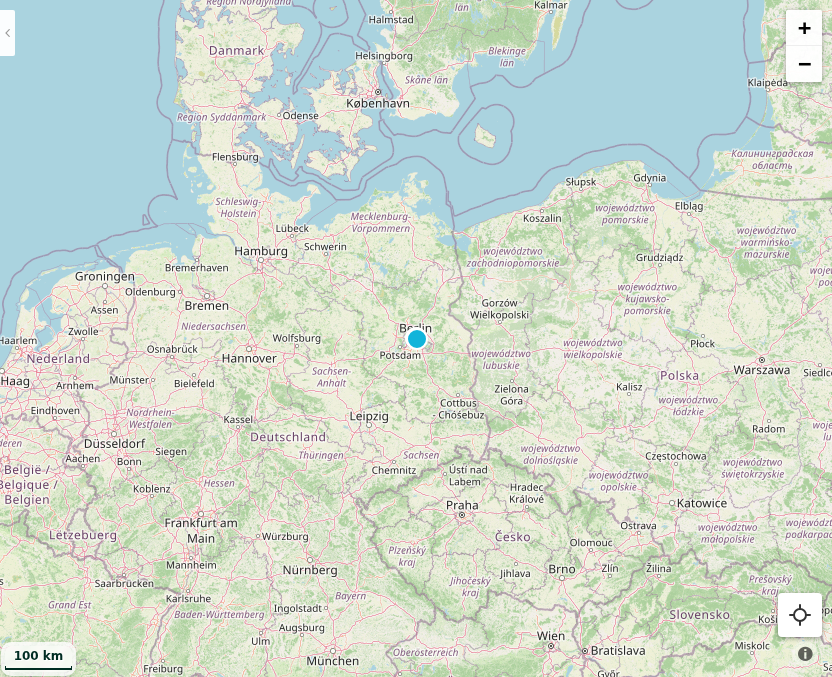 Region Nordjylland
Halmstad
län
Kalmar
län
Danmark
Helsingborg
Blekinge
län
Skåne län
Klaipėda
København
Odense
Region Syddanmark
Flensburg
Калининградская
область
Słupsk
Gdynia
Schleswig-
Holstein
Elbląg
województwo
pomorskie
Koszalin
Mecklenburg-
Vorpommern
Lübeck
województwo
warmińsko-
mazurskie
Schwerin
Hamburg
województwo
zachodniopomorskie
Grudziądz
Bremerhaven
Groningen
Oldenburg
województwo
kujawsko-
pomorskie
Assen
Bremen
Gorzów
Wielkopolski
Niedersachsen
Berlin
Zwolle
Haarlem
Wolfsburg
Płock
województwo
wielkopolskie
Osnabrück
Hannover
Potsdam
województwo
lubuskie
Nederland
Warszawa
Polska
Sachsen-
Anhalt
Haag
Arnhem
Münster
Bielefeld
Kalisz
Zielona
Góra
Cottbus
Chóśebuz
województwo
łódzkie
Eindhoven
Nordrhein-
Westfalen
Kassel
Leipzig
Radom
Deutschland
Düsseldorf
Siegen
Thüringen
Sachsen
województwo
dolnośląskie
Aachen
Bonn
Częstochowa
België /
Belgique /
Belgien
Chemnitz
Ústí nad
Labem
województwo
świętokrzyskie
województwo
opolskie
Koblenz
Hessen
Hradec
Králové
Praha
Katowice
Frankfurt am
Main
Ostrava
województwo
małopolskie
Lëtzebuerg
Würzburg
Česko
Olomouc
Plzeňský
kraj
Mannheim
Nürnberg
Jihlava
Brno
Zlín
Žilina
Saarbrücken
Jihočeský
kraj
Prešovský
kraj
Karlsruhe
Bayern
Grand Est
Ingolstadt
Baden-Württemberg
Slovensko
Augsburg
Ulm
Wien
Bratislava
Miskolc
Oberösterreich
München
Freiburg
Győr
100 km